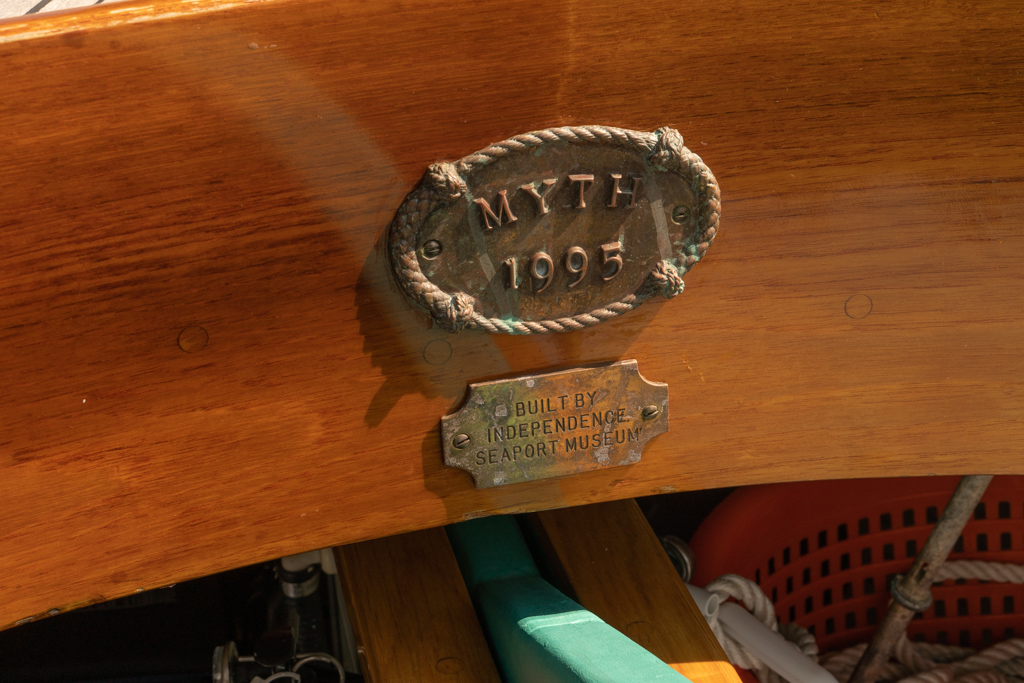 MYTH
1995
BUILT BY
INDEPENDENCE
SEAPORT MUSEUM